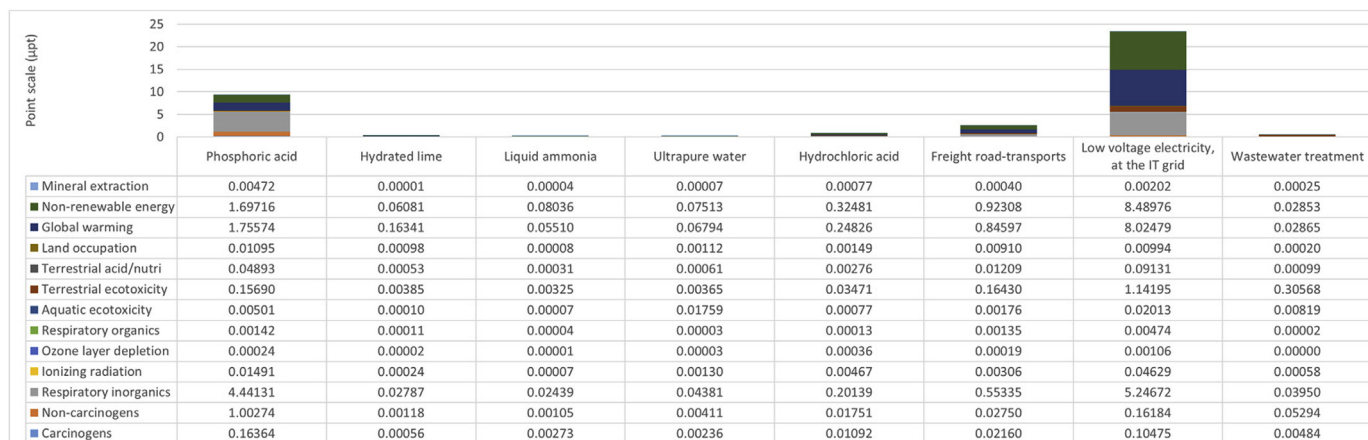 25
20
15
10
5
0
Point scale (µpt)
Phosphoric acid Hydrated lime Liquid ammonia Ultrapure water Hydrochloric acid Freight road-transports Low voltage electricity, at the IT grid Wastewater treatment
Mineral extraction 0.00472 0.00001 0.00004 0.00007 0.00077 0.00040 0.00202 0.00025
Non-renewable energy 1.69716 0.06081 0.08036 0.07513 0.32481 0.92308 8.48976 0.02853
Global warming 1.75574 0.16341 0.05510 0.06794 0.24826 0.84597 8.02479 0.02865
Land occupation 0.01095 0.00098 0.00008 0.00112 0.00149 0.00910 0.00994 0.00020
Terrestrial acid/nutri 0.04893 0.00053 0.00031 0.00061 0.00276 0.01209 0.09131 0.00099
Terrestrial ecotoxicity 0.15690 0.00385 0.00325 0.00365 0.03471 0.16430 1.14195 0.30568
Aquatic ecotoxicity 0.00501 0.00010 0.00007 0.01759 0.00077 0.00176 0.02013 0.00819
Respiratory organics 0.00142 0.00011 0.00004 0.00003 0.00013 0.00135 0.00474 0.00002
Ozone layer depletion 0.00024 0.00002 0.00001 0.00003 0.00036 0.00019 0.00106 0.00000
Ionizing radiation 0.01491 0.00024 0.00007 0.00130 0.00467 0.00306 0.04629 0.00058
Respiratory inorganics 4.44131 0.02787 0.02439 0.04381 0.20139 0.55335 5.24672 0.03950
Non-carcinogens 1.00274 0.00118 0.00105 0.00411 0.01751 0.02750 0.16184 0.05294
Carcinogens 0.16364 0.00056 0.00273 0.00236 0.01092 0.02160 0.10475 0.00484